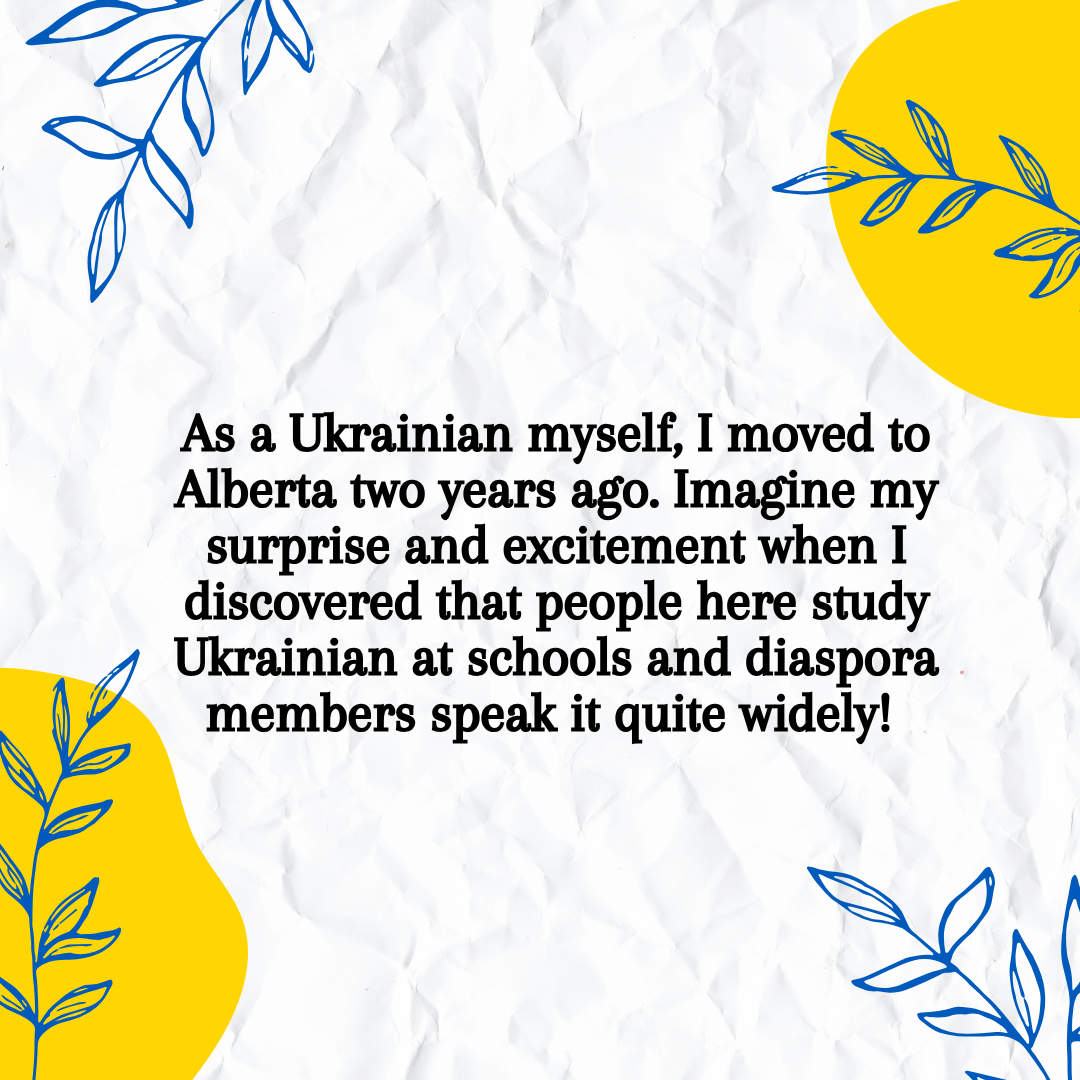 As a Ukrainian myself, I moved to
Alberta two years ago. Imagine my
surprise and excitement when I
discovered that people here study
Ukrainian at schools and diaspora
members speak it quite widely!